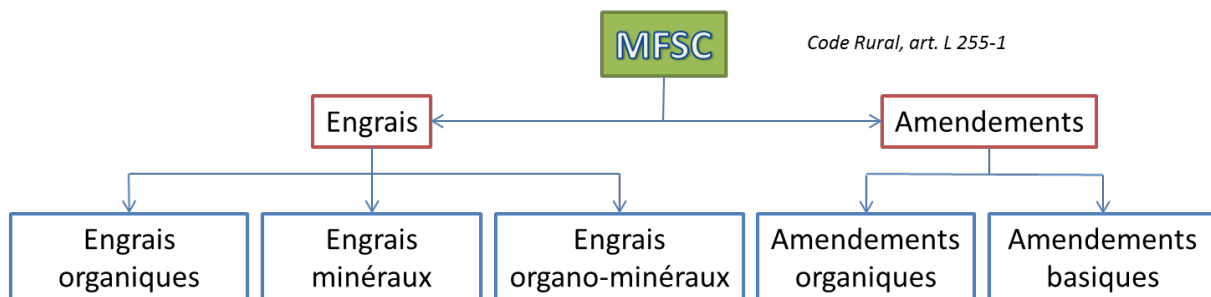 MFSC
Code Rural, art. L 255-1
Engrais
Amendements
Engrais
organiques
Engrais
minéraux
Engrais
organo-minéraux
Amendements
organiques
Amendements
basiques